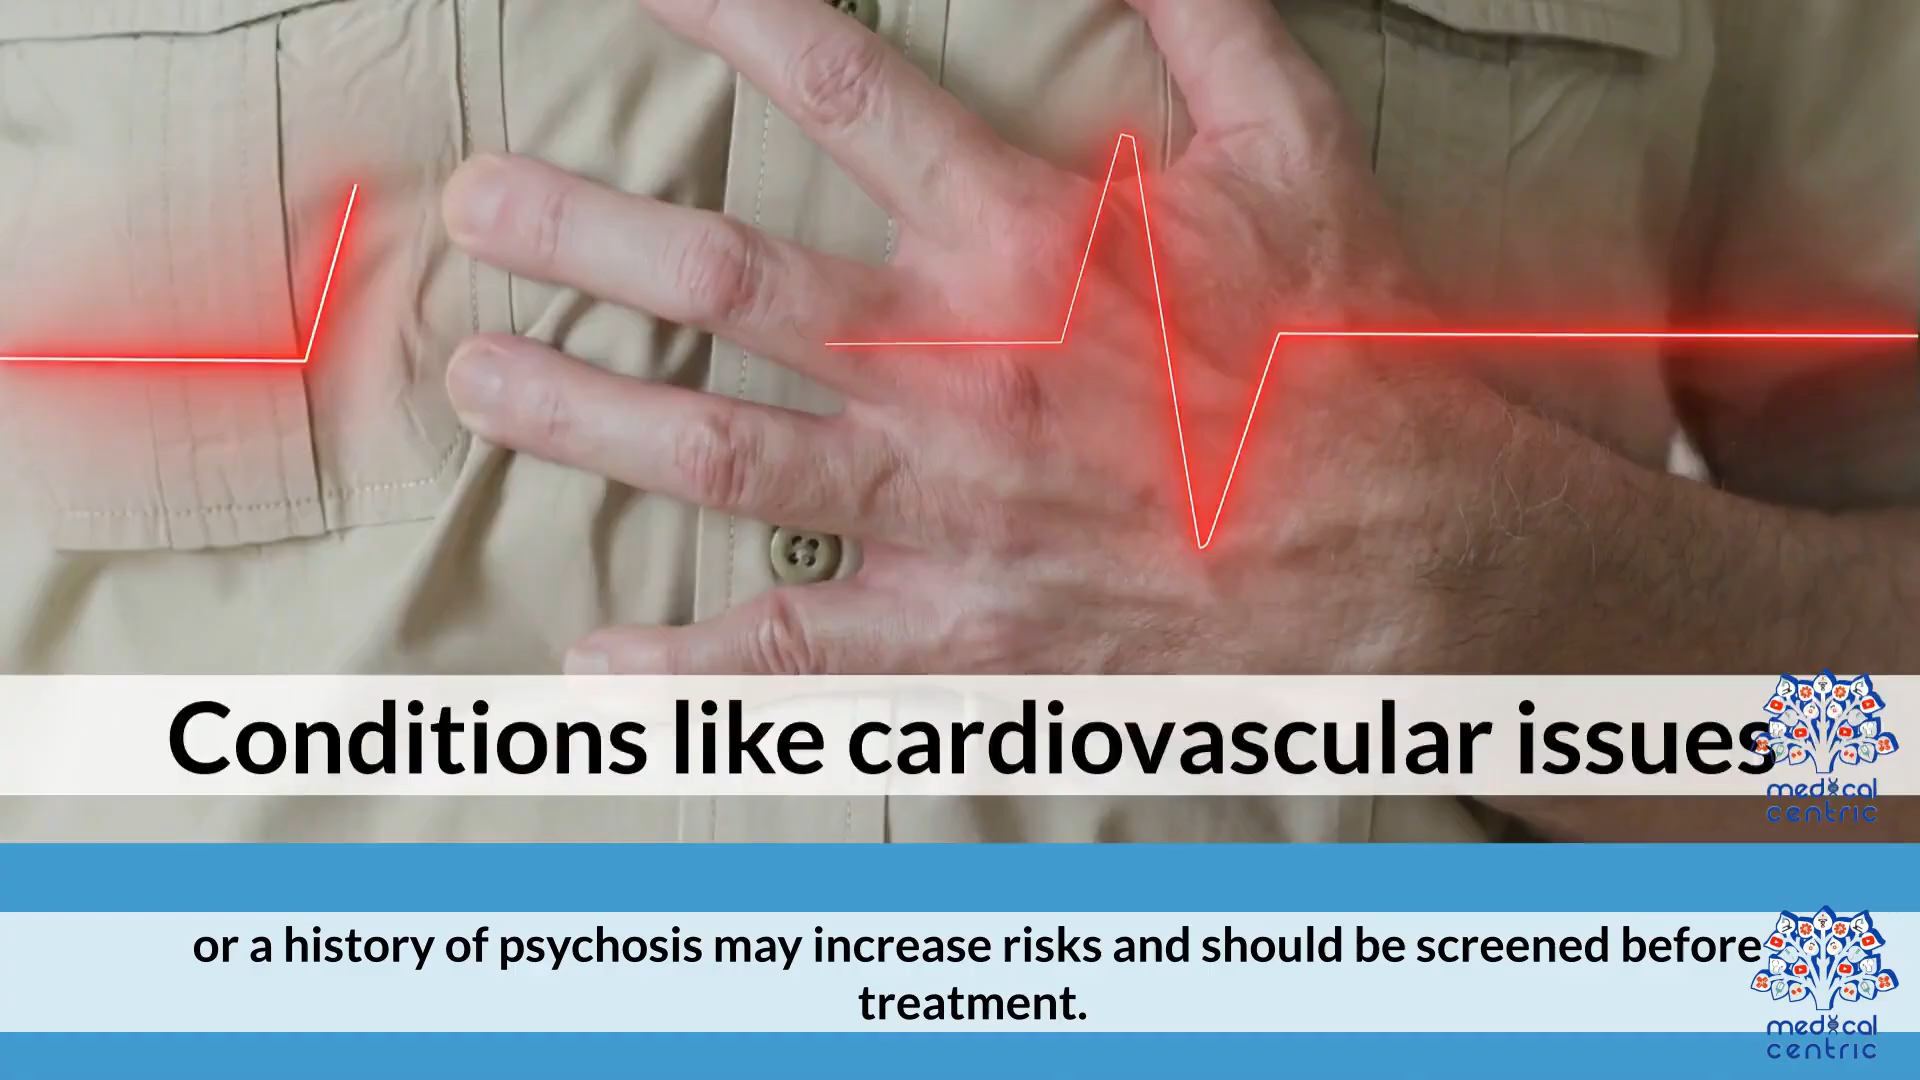 Conditions like cardiovascular issues
medical
centric
or a history of psychosis may increase risks and should be screened before
treatment.
medical
centric